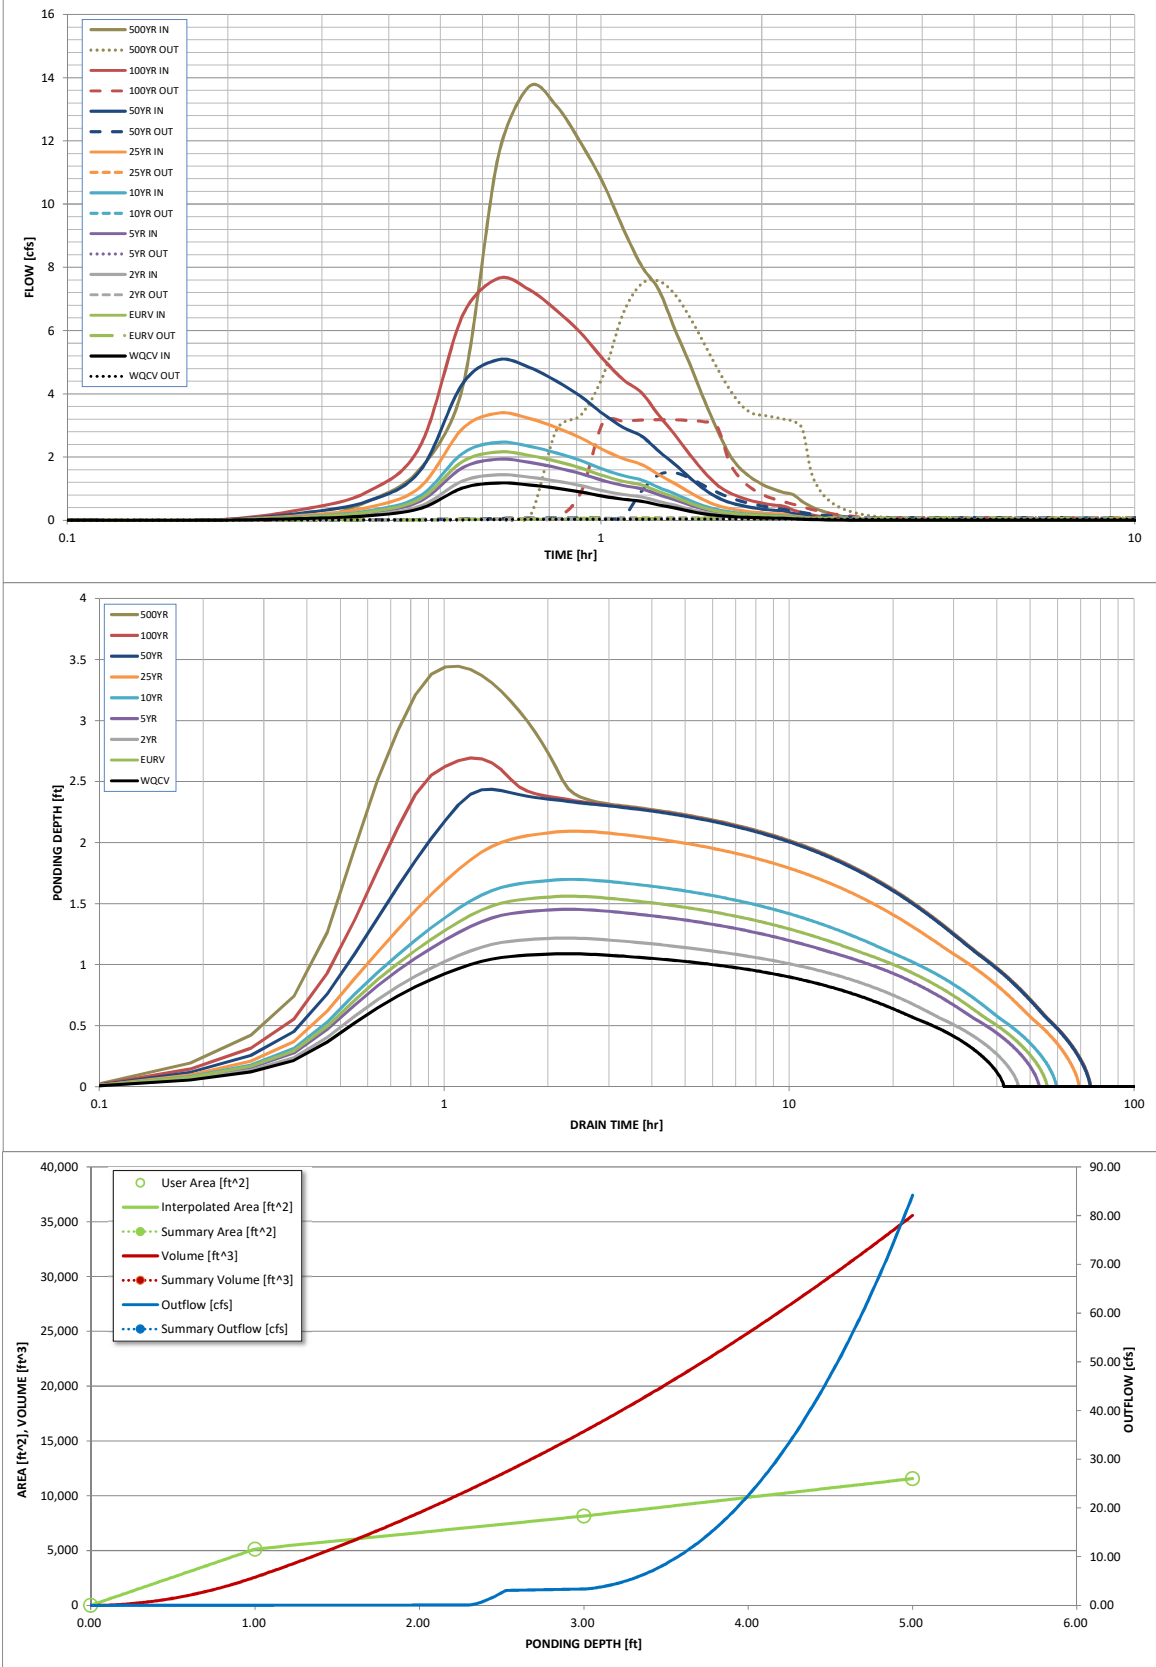 16
14
12
10
8
6
4
2
0
FLOW [cfs]
500YR IN
500YR OUT
100YR IN
100YR OUT
50YR IN
50YR OUT
25YR IN
25YR OUT
10YR IN
10YR OUT
5YR IN
5YR OUT
2YR IN
2YR OUT
EURV IN
EURV OUT
WQCV IN
WQCV OUT
0.1
1
10
TIME [hr]
4
3.5
3
2.5
2
1.5
1
0.5
0
PONDING DEPTH [ft]
500YR
100YR
50YR
25YR
10YR
5YR
2YR
EURV
WQCV
0.1
1
10
100
DRAIN TIME [hr]
40,000
35,000
30,000
25,000
20,000
15,000
10,000
5,000
0
AREA [ft^2], VOLUME [ft^3]
User Area [ft^2]
Interpolated Area [ft^2]
Summary Area [ft^2]
Volume [ft^3]
Summary Volume [ft^3]
Outflow [cfs]
Summary Outflow [cfs]
90.00
80.00
70.00
60.00
50.00
40.00
30.00
20.00
10.00
0.00
OUTFLOW [cfs]
0.00
1.00
2.00
3.00
4.00
5.00
6.00
PONDING DEPTH [ft]